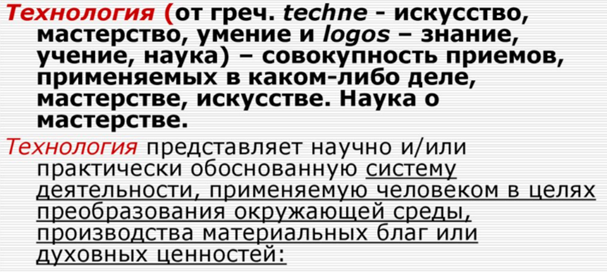 Технология (от греч. techne - искусство,
мастерство, умение и logos – знание,
учение, наука) – совокупность приемов,
применяемых в каком-либо деле,
мастерстве, искусстве. Наука о
мастерстве.
Технология представляет научно и/или
практически обоснованную систему
деятельности, применяемую человеком в целях
преобразования окружающей среды,
производства материальных благ или
духовных ценностей: